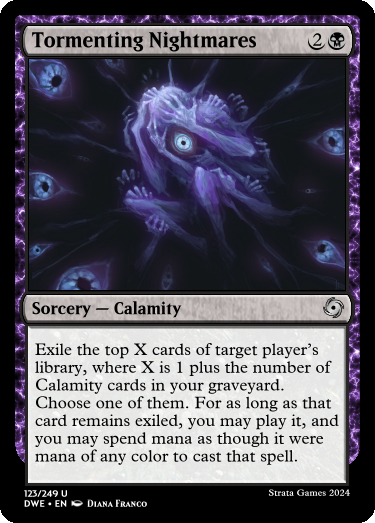 Tormenting Nightmares 2
Sorcery — Calamity
Exile the top X cards of target player's
library, where X is 1 plus the number of
Calamity cards in your graveyard.
Choose one of them. For as long as that
card remains exiled, you may play it, and
you may spend mana as though it were
mana of any color to cast that spell.
123/249 U Strata Games 2024
DWE • EN Diana Franco